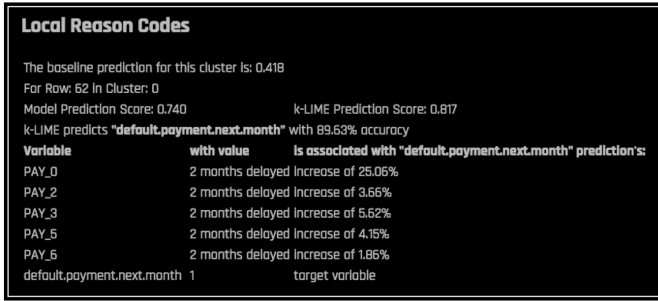 Local Reason Codes
The baseline prediction for this cluster is: 0.418
For Row: 62 in Cluster: 0
Model Prediction Score: 0.740 k-LIME Prediction Score: 0.817
k-LIME predicts "default.payment.next.month" with 89.63% accuracy
Variable with value is associated with "default.payment.next.month" prediction's:
PAY_0 2 months delayed increase of 25.06%
PAY_2 2 months delayed increase of 3.66%
PAY_3 2 months delayed increase of 5.62%
PAY_5 2 months delayed increase of 4.15%
PAY_6 2 months delayed increase of 1.86%
default.payment.next.month 1 target variable